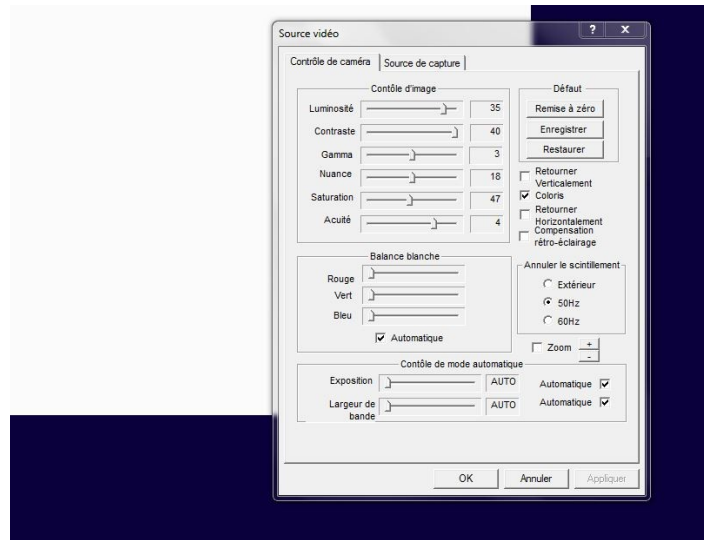 Source vidéo
? X
Contrôle de caméra
Source de capture
Contôle d'image
Luminosité 35
Contraste 40
Gamma 3
Nuance 18
Saturation 47
Acuité 4
Défaut
Remise à zéro
Enregistrer
Restaurer
Retourner
Verticalement
Coloris
Retourner
Horizontalement
Compensation
rétro-éclairage
Balance blanche
Rouge
Vert
Bleu
Automatique
Annuler le scintillement
Extérieur
50Hz
60Hz
Zoom + -
Contôle de mode automatique
Exposition AUTO Automatique
Largeur de AUTO Automatique
bande
OK Annuler Appliquer